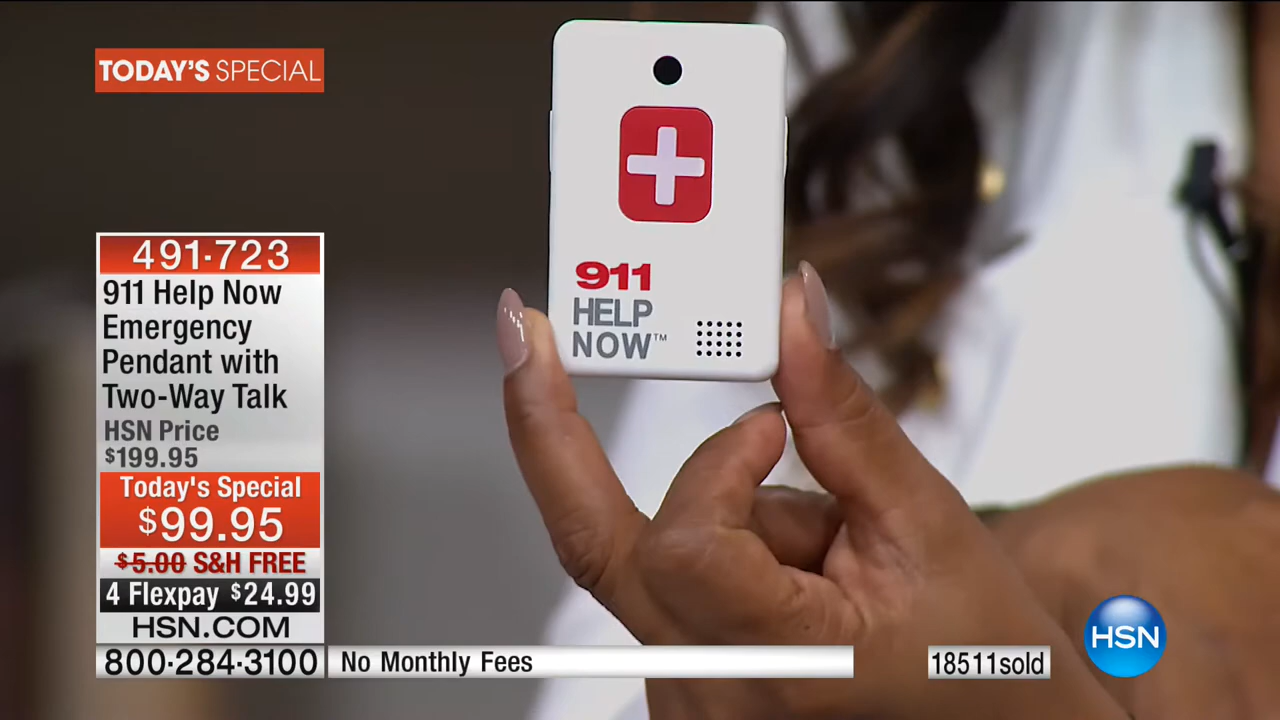 TODAY'S SPECIAL
491·723
911 Help Now
Emergency
Pendant with
Two-Way Talk
HSN Price
$199.95
Today's Special
$99.95
$5.00 S&H FREE
4 Flexpay $24.99
HSN.COM
800·284·3100
No Monthly Fees
911
HELP
NOW™
18511sold
HSN